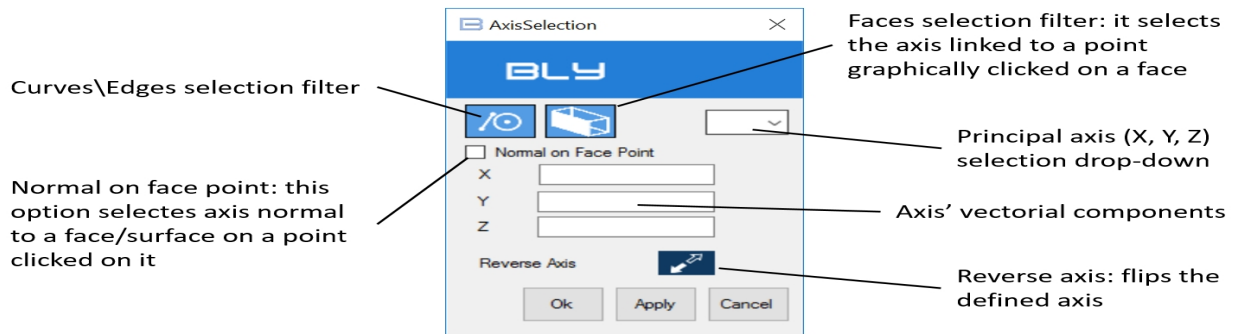 AxisSelection
BLY
Normal on Face Point
X
Y
Z
Reverse Axis
Ok
Apply
Cancel
Curves\Edges selection filter
Normal on face point: this
option selectes axis normal
to a face/surface on a point
clicked on it
Faces selection filter: it selects
the axis linked to a point
graphically clicked on a face
Principal axis (X, Y, Z)
selection drop-down
Axis’ vectorial components
Reverse axis: flips the
defined axis